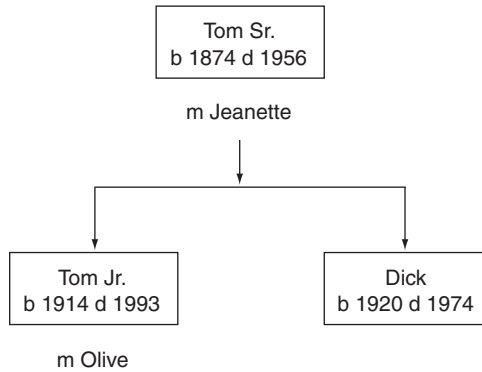 Tom Sr.
b 1874 d 1956
m Jeanette
Tom Jr.
b 1914 d 1993
m Olive
Dick
b 1920 d 1974